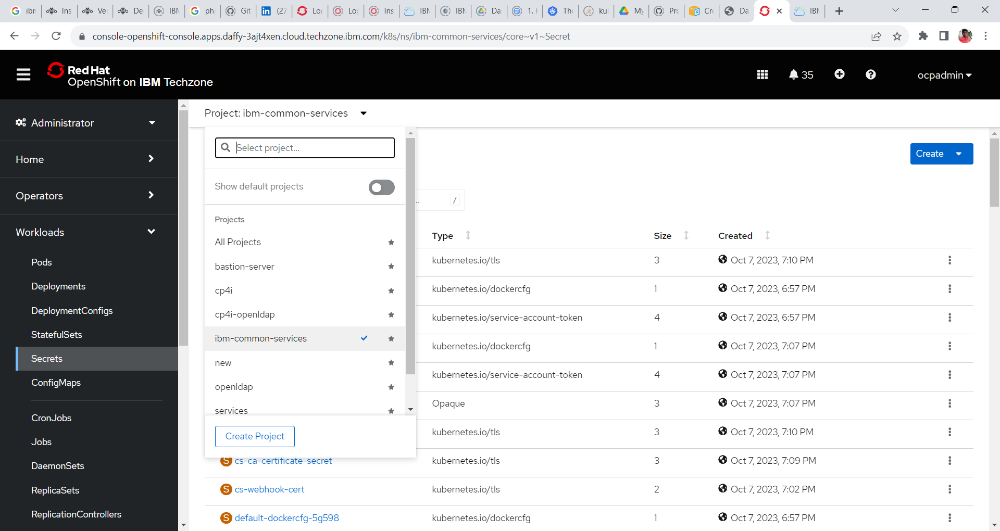 ibn
Ins
Ver
De
IBM
ph
Git
(27
Log
Log
Ins
IBM
IBM
Da
1.
The
kul
My
Pro
Cre
Da
IBM
console-openshift-console.apps.daffy-3ajt4xen.cloud.techzone.ibm.com/k8s/ns/ibm-common-services/core~v1~Secret
Red Hat
OpenShift on IBM Techzone
35
ocpadmin
Administrator
Home
Operators
Workloads
Pods
Deployments
DeploymentConfigs
StatefulSets
Secrets
ConfigMaps
CronJobs
Jobs
DaemonSets
ReplicaSets
ReplicationControllers
Project: ibm-common-services
Select project...
Show default projects
Projects
All Projects
bastion-server
cp4i
cp4i-openldap
ibm-common-services
new
openldap
services
Create Project
Create
.. /
Type Size Created
kubernetes.io/tls 3 Oct 7, 2023, 7:10 PM
kubernetes.io/dockercfg 1 Oct 7, 2023, 6:57 PM
kubernetes.io/service-account-token 4 Oct 7, 2023, 6:57 PM
kubernetes.io/dockercfg 1 Oct 7, 2023, 7:07 PM
kubernetes.io/service-account-token 4 Oct 7, 2023, 7:07 PM
Opaque 3 Oct 7, 2023, 7:07 PM
kubernetes.io/tls 3 Oct 7, 2023, 7:10 PM
S cs-ca-certificate-secret kubernetes.io/tls 3 Oct 7, 2023, 7:09 PM
S cs-webhook-cert kubernetes.io/tls 2 Oct 7, 2023, 7:02 PM
S default-dockercfg-5g598 kubernetes.io/dockercfg 1 Oct 7, 2023, 6:57 PM